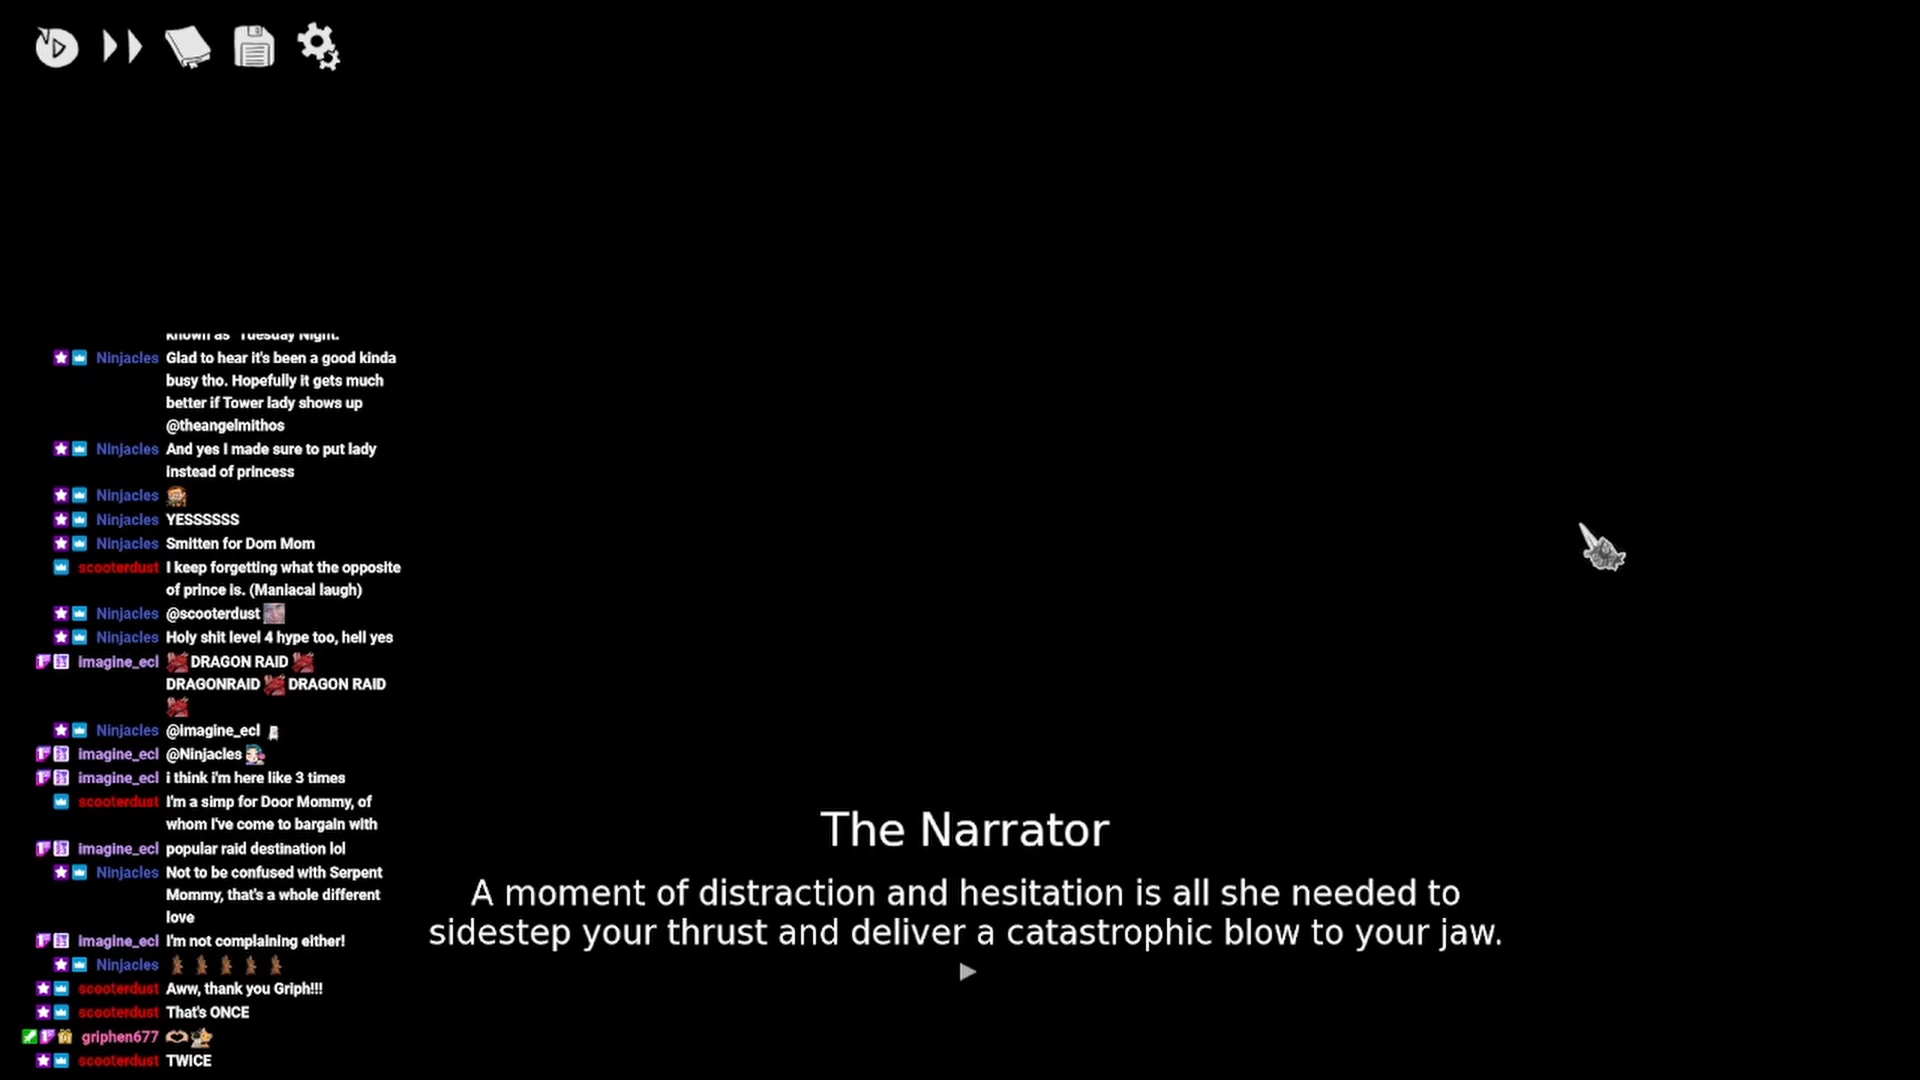 known as "Tuesday Night.
Ninjacles Glad to hear it's been a good kinda
busy tho. Hopefully it gets much
better if Tower lady shows up
@theangelmithos
Ninjacles And yes I made sure to put lady
instead of princess
Ninjacles
Ninjacles YESSSSSS
Ninjacles Smitten for Dom Mom
scooterdust I keep forgetting what the opposite
of prince is. (Maniacal laugh)
Ninjacles @scooterdust
Ninjacles Holy shit level 4 hype too, hell yes
imagine_ecl DRAGON RAID
DRAGONRAID DRAGON RAID
Ninjacles @imagine_ecl
imagine_ecl @Ninjacles
imagine_ecl i think i'm here like 3 times
scooterdust I'm a simp for Door Mommy, of
whom I've come to bargain with
imagine_ecl popular raid destination lol
Ninjacles Not to be confused with Serpent
Mommy, that's a whole different
love
imagine_ecl I'm not complaining either!
Ninjacles
scooterdust Aww, thank you Griph!!!
scooterdust That's ONCE
griphen677
scooterdust TWICE
The Narrator
A moment of distraction and hesitation is all she needed to
sidestep your thrust and deliver a catastrophic blow to your jaw.